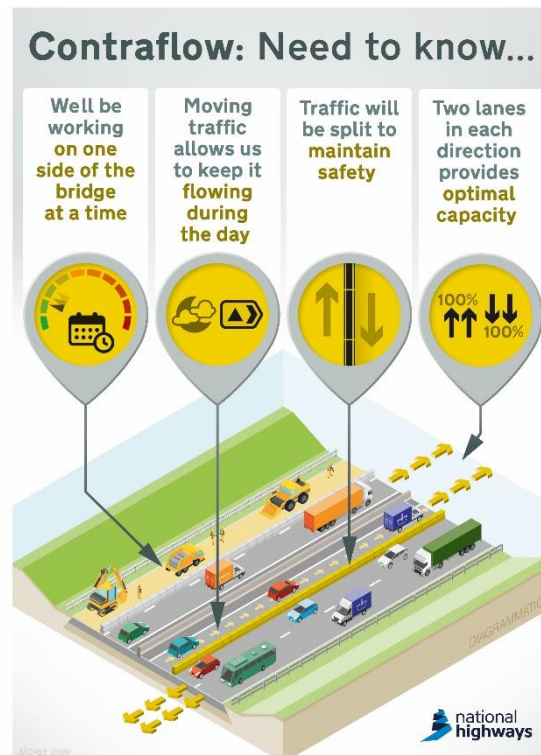 Contraflow: Need to know...
We'll be
working
on one
side of the
bridge
at a time
Moving
traffic
allows us
to keep it
flowing
during
the day
Traffic will
be split to
maintain
safety
Two lanes
in each
direction
provides
optimal
capacity
100%
100%
DIAGRAMMATIC
national
highways